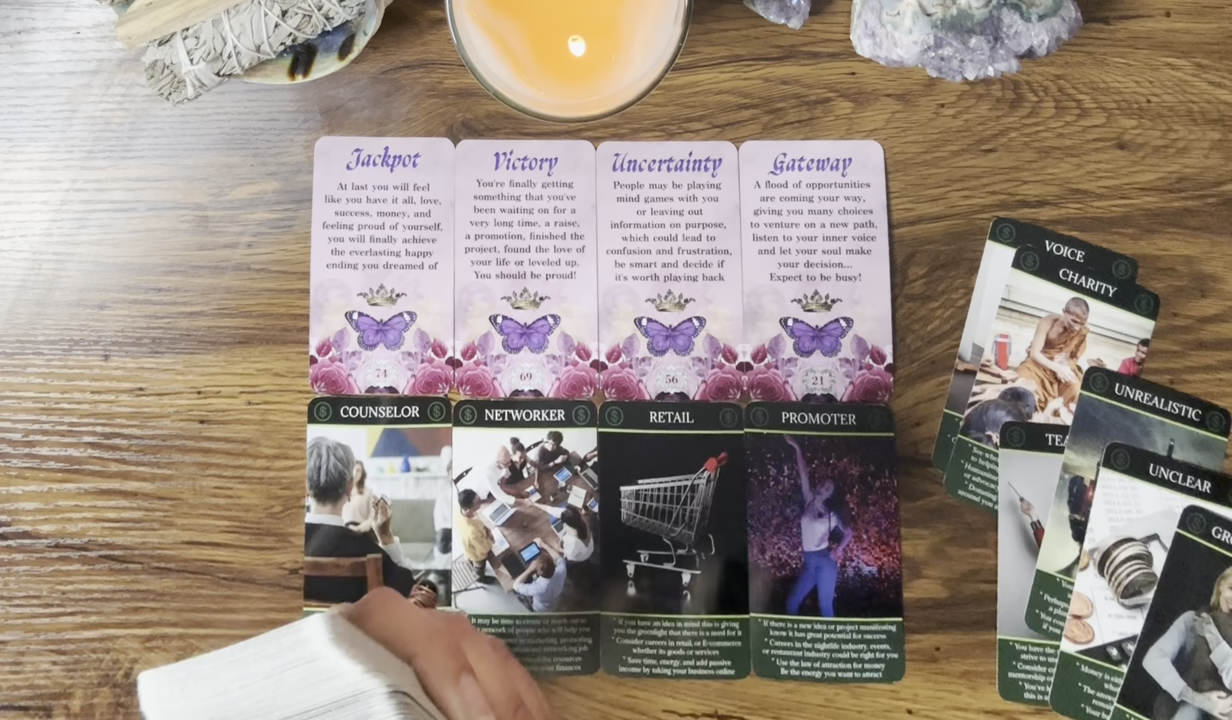 Jackpot
At last you will feel
like you have it all, love,
success, money, and
feeling proud of yourself,
you will finally achieve
the everlasting happy
ending you dreamed of
74
Victory
You're finally getting
something that you've
been waiting on for a
very long time, a raise,
a promotion, finished the
project, found the love of
your life or leveled up.
You should be proud!
69
Uncertainty
People may be playing
mind games with you
or leaving out
information on purpose,
which could lead to
confusion and frustration,
be smart and decide if
it's worth playing back
56
Gateway
A flood of opportunities
are coming your way,
giving you many choices
to venture on a new path,
listen to your inner voice
and let your soul make
your decision...
Expect to be busy!
21
COUNSELOR
NETWORKER
network of people who will help you
RETAIL
* If you have an idea in mind this is giving
you the greenlight that there is a need for it
* Consider careers in retail, or E-commerce
whether its goods or services
* Save time, energy, and add passive
income by taking your business online
PROMOTER
* If there is a new idea or project manifesting
know it has great potential for success
* Careers in the nightlife industry, events,
or restaurant industry could be right for you
* Use the law of attraction for money
Be the energy you want to attract
VOICE
CHARITY
UNREALISTIC
UNCLEAR